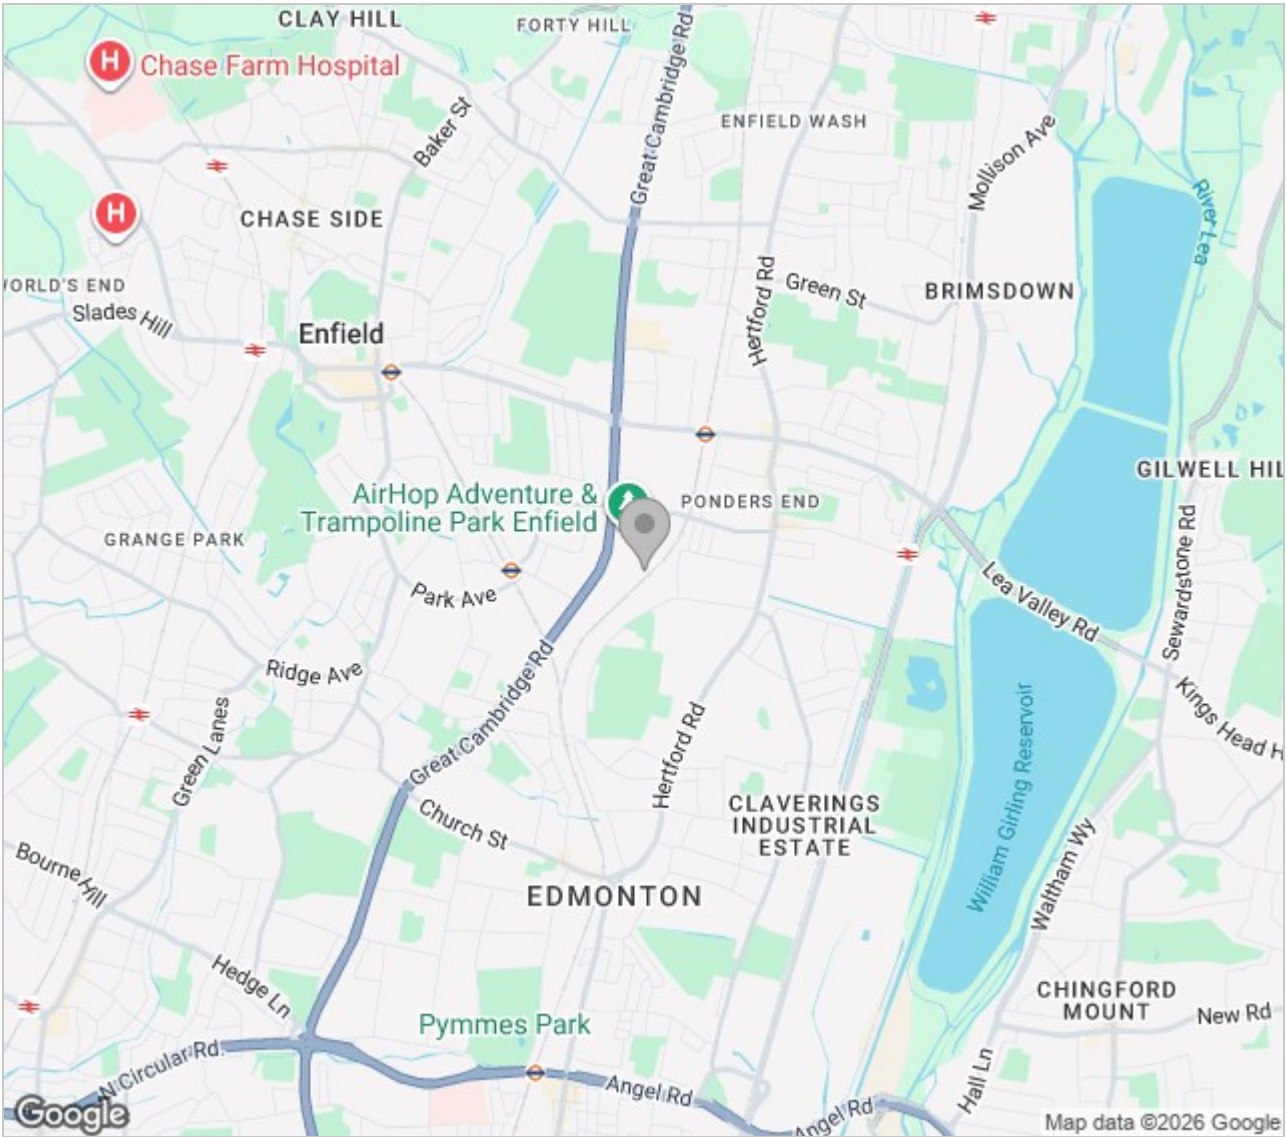 CLAY HILL
FORTY HILL
Great Cambridge Rd
H
Chase Farm Hospital
Baker St
ENFIELD WASH
Mollison Ave
River Lea
H
CHASE SIDE
WORLD'S END
Slades Hill
Enfield
Hertford Rd
Green St
BRIMSDOWN
GILWELL HIL
AirHop Adventure &
Trampoline Park Enfield
PONDERS END
GRANGE PARK
Park Ave
Lea Valley Rd
Sewardstone Rd
Ridge Ave
Great Cambridge Rd
Green Lanes
Hertford Rd
Kings Head H
William Girling Reservoir
Church St
CLAVERINGS
INDUSTRIAL
ESTATE
Waltham Wy
Bourne Hill
EDMONTON
Hedge Ln
CHINGFORD
MOUNT
New Rd
Pymmes Park
N Circular Rd
Angel Rd
Angel Rd
Hall Ln
Google
Map data ©2026 Google